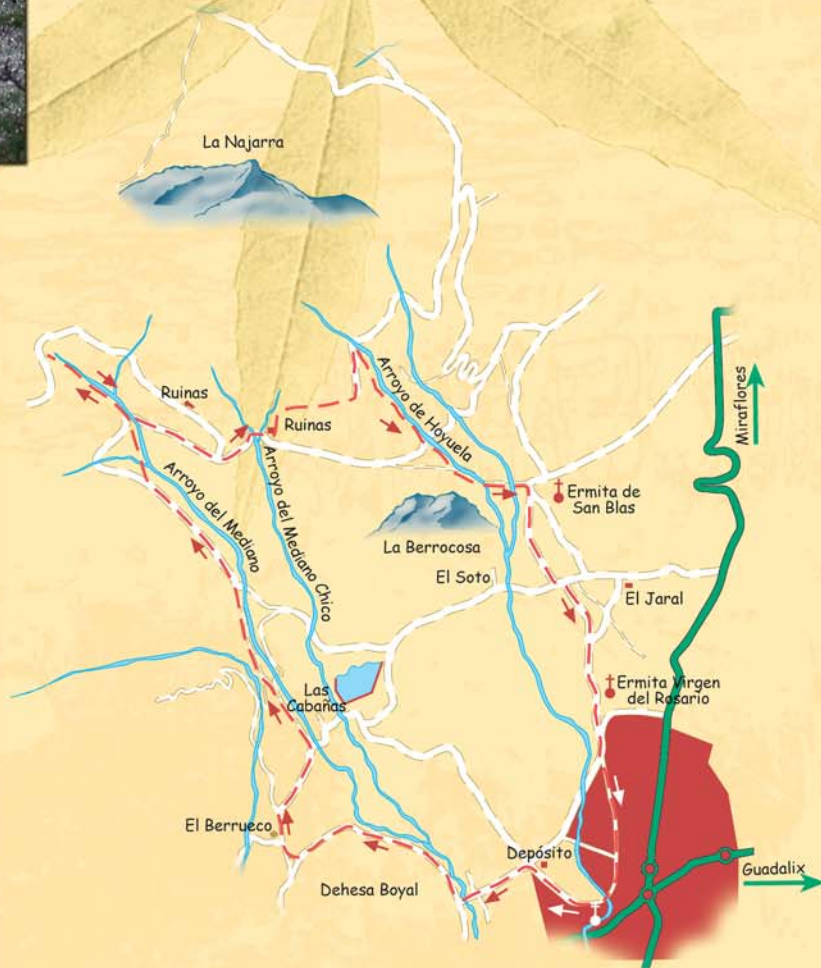 La Najarra
Ruinas
Ruinas
Arroyo de Hoyuela
Miraflores
Arroyo del Mediano
Arroyo del Mediano Chico
Ermita de
San Blas
La Berrocosa
El Soto
El Jaral
Ermita Virgen
del Rosario
Las
Cabañas
El Berrueco
Depósito
Guadalix
Dehesa Boyal